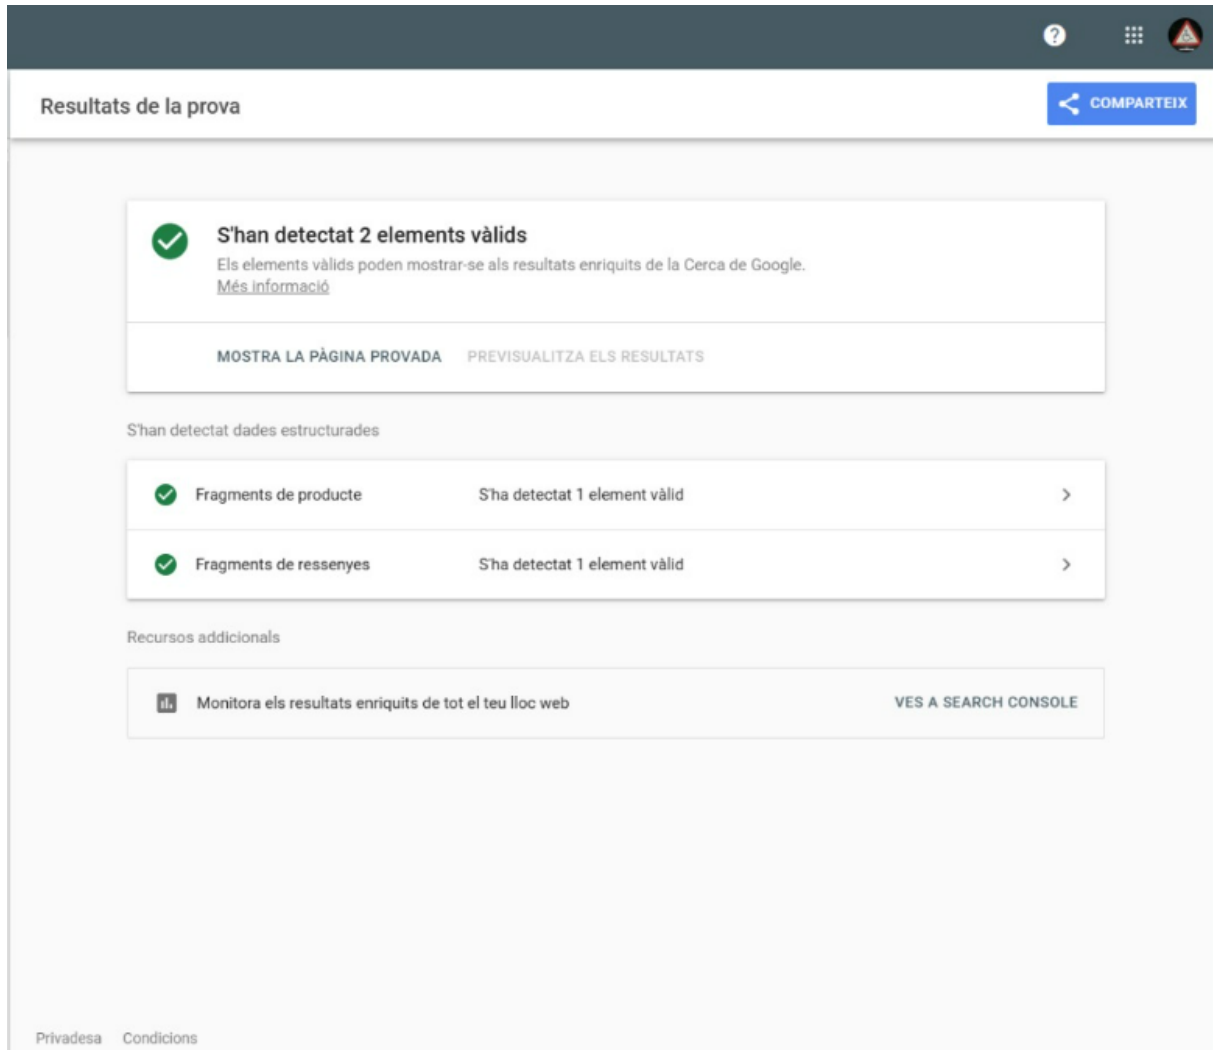 Resultats de la prova
COMPARTEIX
S'han detectat 2 elements vàlids
Els elements vàlids poden mostrar-se als resultats enriquits de la Cerca de Google.
Més informació
MOSTRA LA PÀGINA PROVADA PREVISUALITZA ELS RESULTATS
S'han detectat dades estructurades
Fragments de producte S'ha detectat 1 element vàlid
Fragments de ressenyes S'ha detectat 1 element vàlid
Recursos addicionals
Monitora els resultats enriquits de tot el teu lloc web VES A SEARCH CONSOLE
Privadesa Condicions